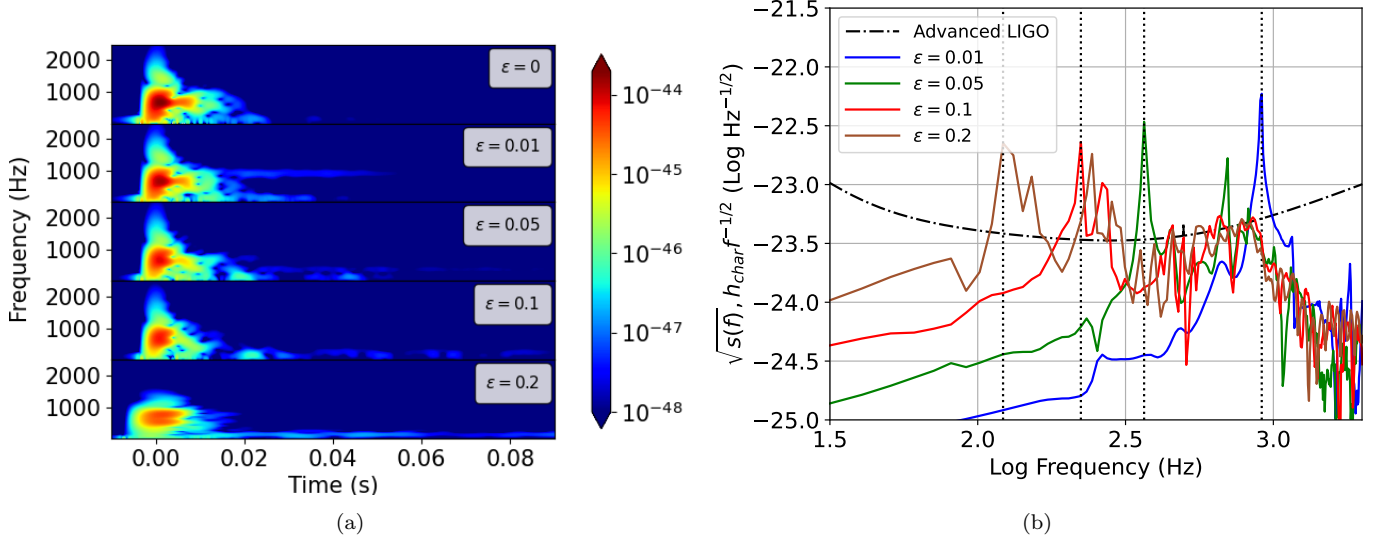 Frequency (Hz)
2000
1000
ε = 0
2000
1000
ε = 0.01
2000
1000
ε = 0.05
2000
1000
ε = 0.1
2000
1000
ε = 0.2
0.00 0.02 0.04 0.06 0.08
Time (s)
10⁻⁴⁴
10⁻⁴⁵
10⁻⁴⁶
10⁻⁴⁷
10⁻⁴⁸
(a)
√s(f), h_char f^−1/2 (Log Hz^−1/2)
−21.5
−22.0
−22.5
−23.0
−23.5
−24.0
−24.5
−25.0
Advanced LIGO
ε = 0.01
ε = 0.05
ε = 0.1
ε = 0.2
1.5 2.0 2.5 3.0
Log Frequency (Hz)
(b)